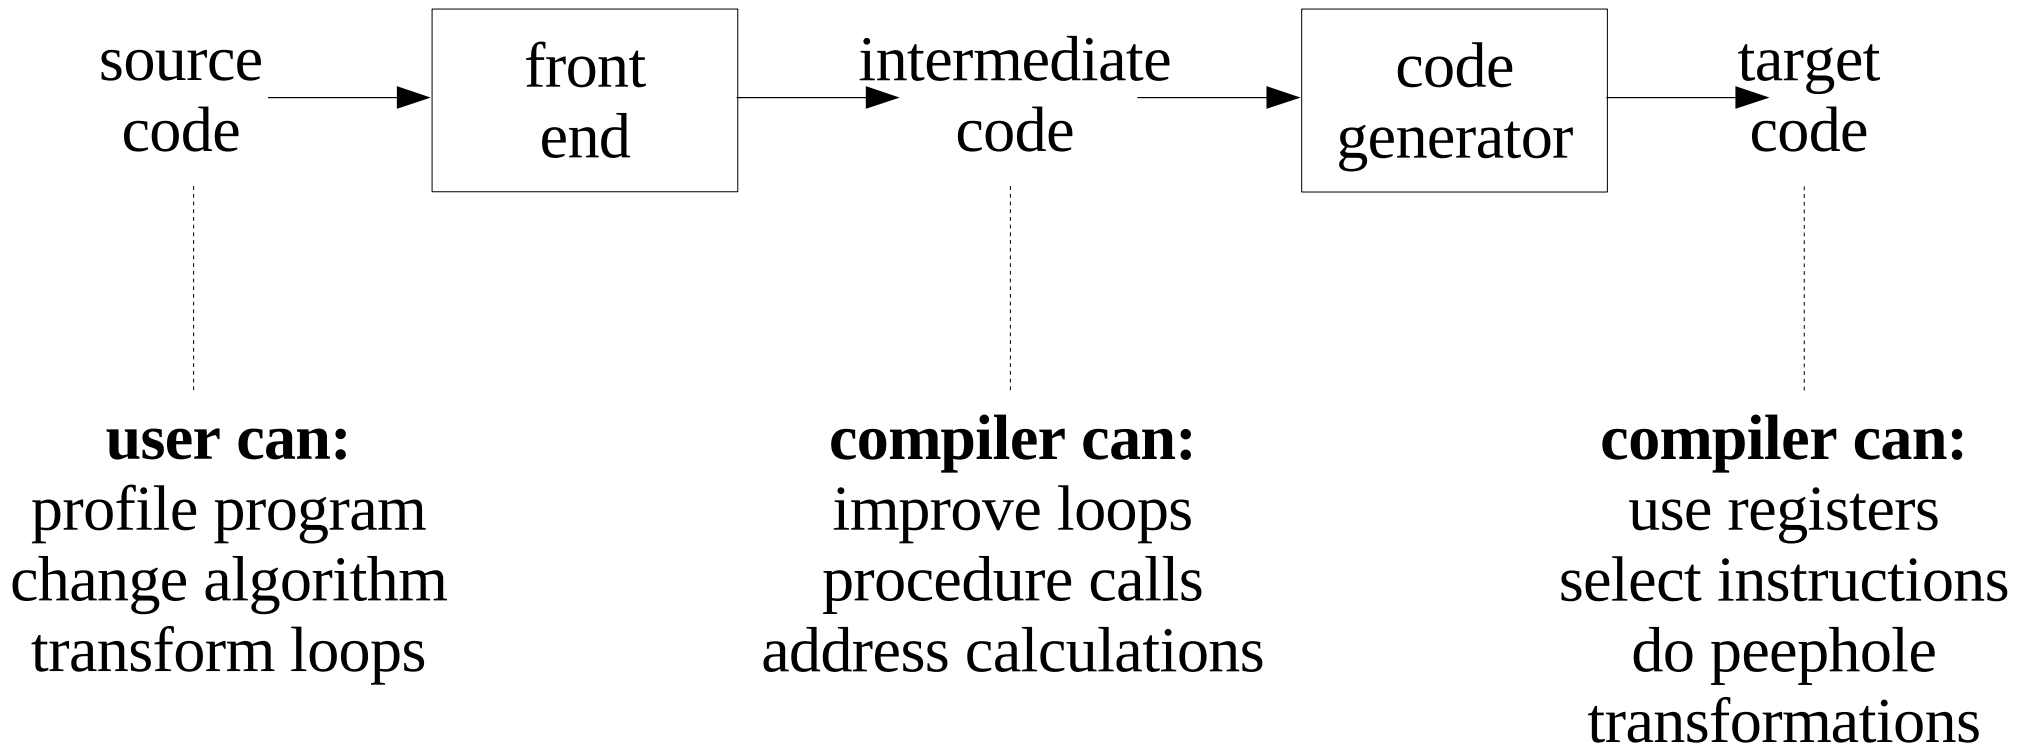 source
code
front
end
intermediate
code
code
generator
target
code
user can:
profile program
change algorithm
transform loops
compiler can:
improve loops
procedure calls
address calculations
compiler can:
use registers
select instructions
do peephole
transformations